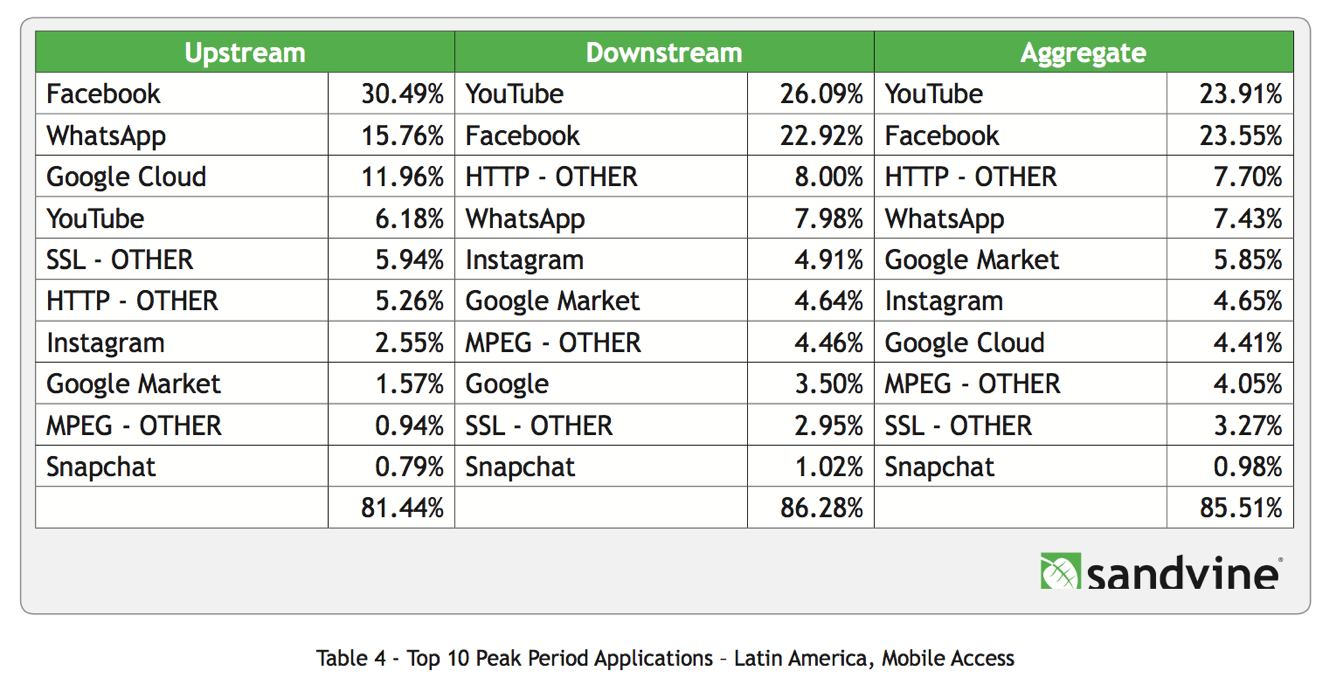 Upstream Downstream Aggregate
Facebook 30.49% YouTube 26.09% YouTube 23.91%
WhatsApp 15.76% Facebook 22.92% Facebook 23.55%
Google Cloud 11.96% HTTP - OTHER 8.00% HTTP - OTHER 7.70%
YouTube 6.18% WhatsApp 7.98% WhatsApp 7.43%
SSL - OTHER 5.94% Instagram 4.91% Google Market 5.85%
HTTP - OTHER 5.26% Google Market 4.64% Instagram 4.65%
Instagram 2.55% MPEG - OTHER 4.46% Google Cloud 4.41%
Google Market 1.57% Google 3.50% MPEG - OTHER 4.05%
MPEG - OTHER 0.94% SSL - OTHER 2.95% SSL - OTHER 3.27%
Snapchat 0.79% Snapchat 1.02% Snapchat 0.98%
81.44% 86.28% 85.51%
sandvine®
Table 4 - Top 10 Peak Period Applications – Latin America, Mobile Access